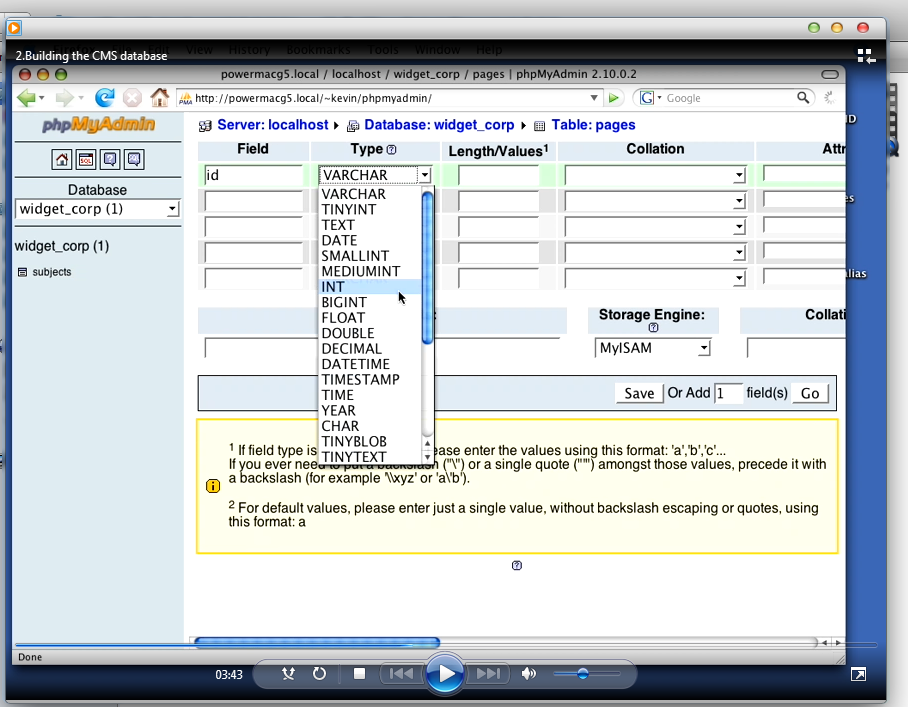 View History Bookmarks Tools Window Help
2.Building the CMS database
powermacg5.local / localhost / widget_corp / pages | phpMyAdmin 2.10.0.2
PMA http://powermacg5.local/~kevin/phpmyadmin/
G Google
phpMyAdmin
SQL
Server: localhost Database: widget_corp Table: pages
Database
widget_corp (1)
widget_corp (1)
subjects
Field Type Length/Values1 Collation Attr
id VARCHAR
VARCHAR
TINYINT
TEXT
DATE
SMALLINT
MEDIUMINT
INT
BIGINT
FLOAT
DOUBLE
DECIMAL
DATETIME
TIMESTAMP
TIME
YEAR
CHAR
TINYBLOB
TINYTEXT
: Storage Engine: Collati
MyISAM
Save Or Add 1 field(s) Go
1 If field type is ease enter the values using this format: 'a','b','c'...
If you ever need to put a backslash ("\") or a single quote ("'") amongst those values, precede it with
a backslash (for example '\\xyz' or 'a\'b').
2 For default values, please enter just a single value, without backslash escaping or quotes, using
this format: a
D
es
alias
Done
03:43